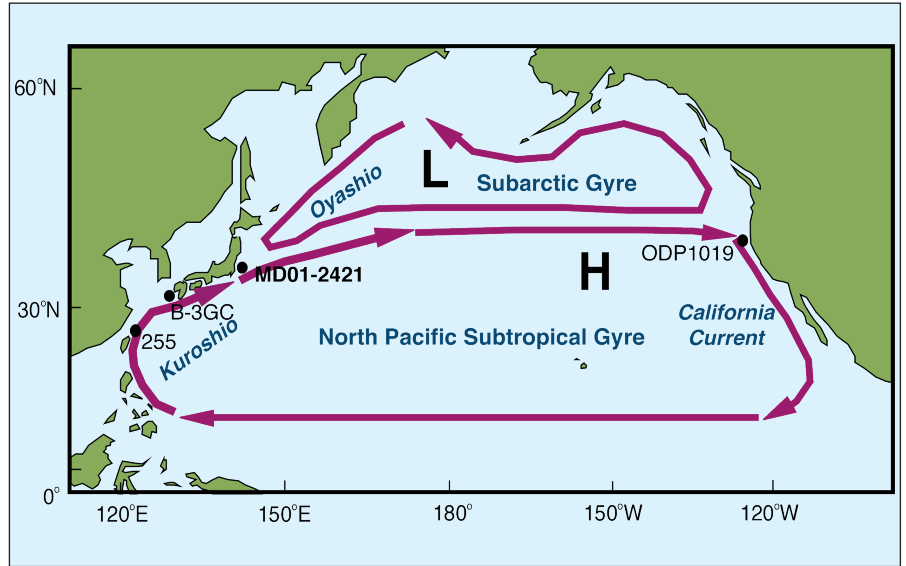 60°N
L
Oyashio
Subarctic Gyre
ODP1019
H
MD01-2421
30°N
B-3GC
255
Kuroshio
North Pacific Subtropical Gyre
California
Current
0°
120°E
150°E
180°
150°W
120°W